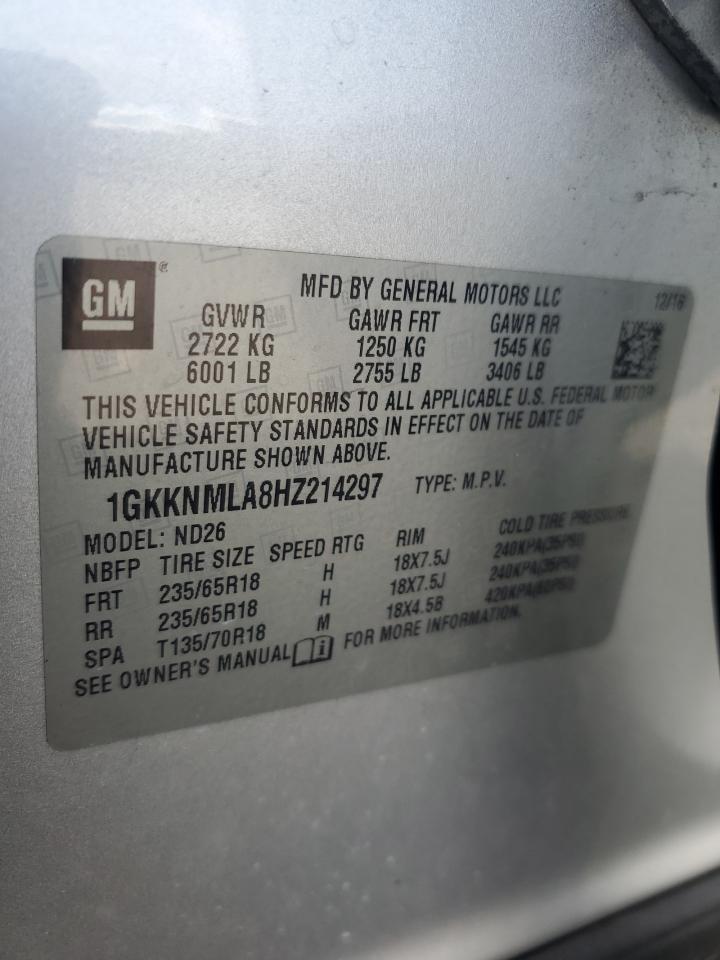 GM® MFD BY GENERAL MOTORS LLC 12/16
GVWR GAWR FRT GAWR RR
2722 KG 1250 KG 1545 KG
6001 LB 2755 LB 3406 LB
THIS VEHICLE CONFORMS TO ALL APPLICABLE U.S. FEDERAL MOTOR
VEHICLE SAFETY STANDARDS IN EFFECT ON THE DATE OF
MANUFACTURE SHOWN ABOVE.
1GKKNMLA8HZ214297 TYPE: M.P.V.
MODEL: ND26
NBFP TIRE SIZE SPEED RTG RIM COLD TIRE PRESSURE
FRT 235/65R18 H 18X7.5J 240KPA(35PSI)
RR 235/65R18 H 18X7.5J 240KPA(35PSI)
SPA T135/70R18 M 18X4.5B 420KPA(60PSI)
SEE OWNER'S MANUAL FOR MORE INFORMATION.